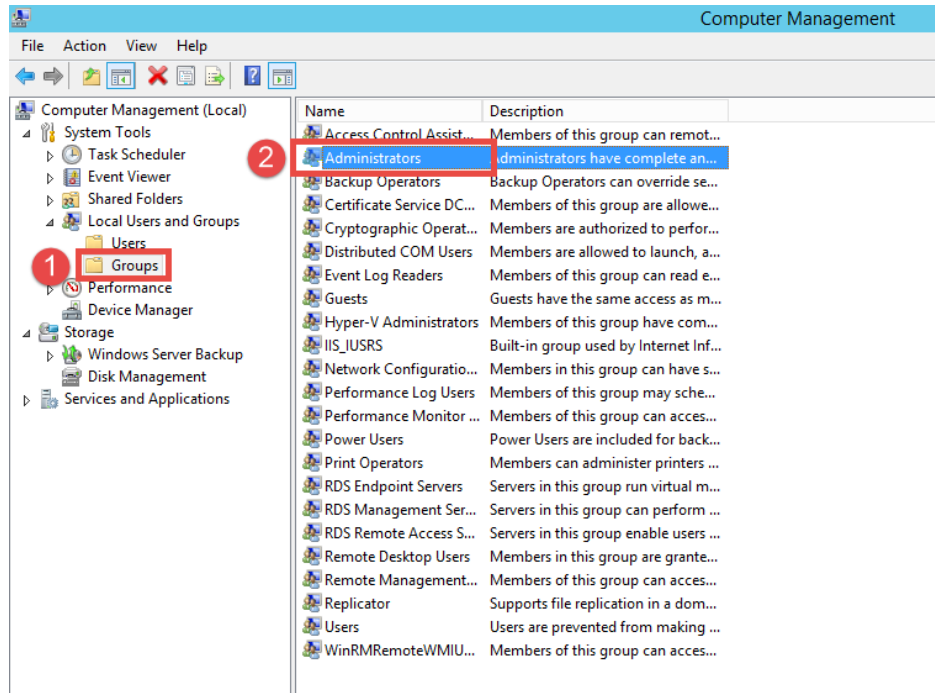 Computer Management
File Action View Help
Computer Management (Local)
System Tools
Task Scheduler
Event Viewer
Shared Folders
Local Users and Groups
Users
1 Groups
Performance
Device Manager
Storage
Windows Server Backup
Disk Management
Services and Applications
Name Description
Access Control Assist... Members of this group can remot...
2 Administrators Administrators have complete an...
Backup Operators Backup Operators can override se...
Certificate Service DC... Members of this group are allowe...
Cryptographic Operat... Members are authorized to perfor...
Distributed COM Users Members are allowed to launch, a...
Event Log Readers Members of this group can read e...
Guests Guests have the same access as m...
Hyper-V Administrators Members of this group have com...
IIS_IUSRS Built-in group used by Internet Inf...
Network Configuratio... Members in this group can have s...
Performance Log Users Members of this group may sche...
Performance Monitor ... Members of this group can acces...
Power Users Power Users are included for back...
Print Operators Members can administer printers ...
RDS Endpoint Servers Servers in this group run virtual m...
RDS Management Ser... Servers in this group can perform ...
RDS Remote Access S... Servers in this group enable users ...
Remote Desktop Users Members in this group are grante...
Remote Management... Members of this group can acces...
Replicator Supports file replication in a dom...
Users Users are prevented from making ...
WinRMRemoteWMIU... Members of this group can acces...